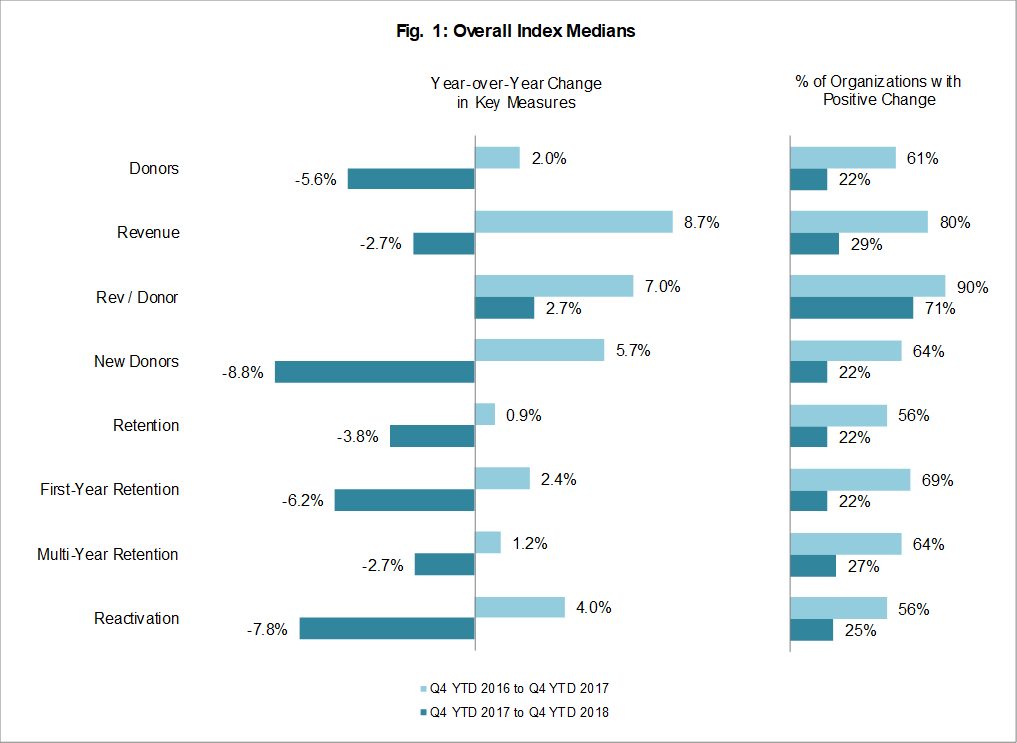 Fig. 1: Overall Index Medians
Year-over-Year Change
in Key Measures
% of Organizations with
Positive Change
Donors
2.0%
-5.6%
61%
22%
Revenue
8.7%
-2.7%
80%
29%
Rev / Donor
7.0%
2.7%
90%
71%
New Donors
5.7%
-8.8%
64%
22%
Retention
0.9%
-3.8%
56%
22%
First-Year Retention
2.4%
-6.2%
69%
22%
Multi-Year Retention
1.2%
-2.7%
64%
27%
Reactivation
4.0%
-7.8%
56%
25%
Q4 YTD 2016 to Q4 YTD 2017
Q4 YTD 2017 to Q4 YTD 2018